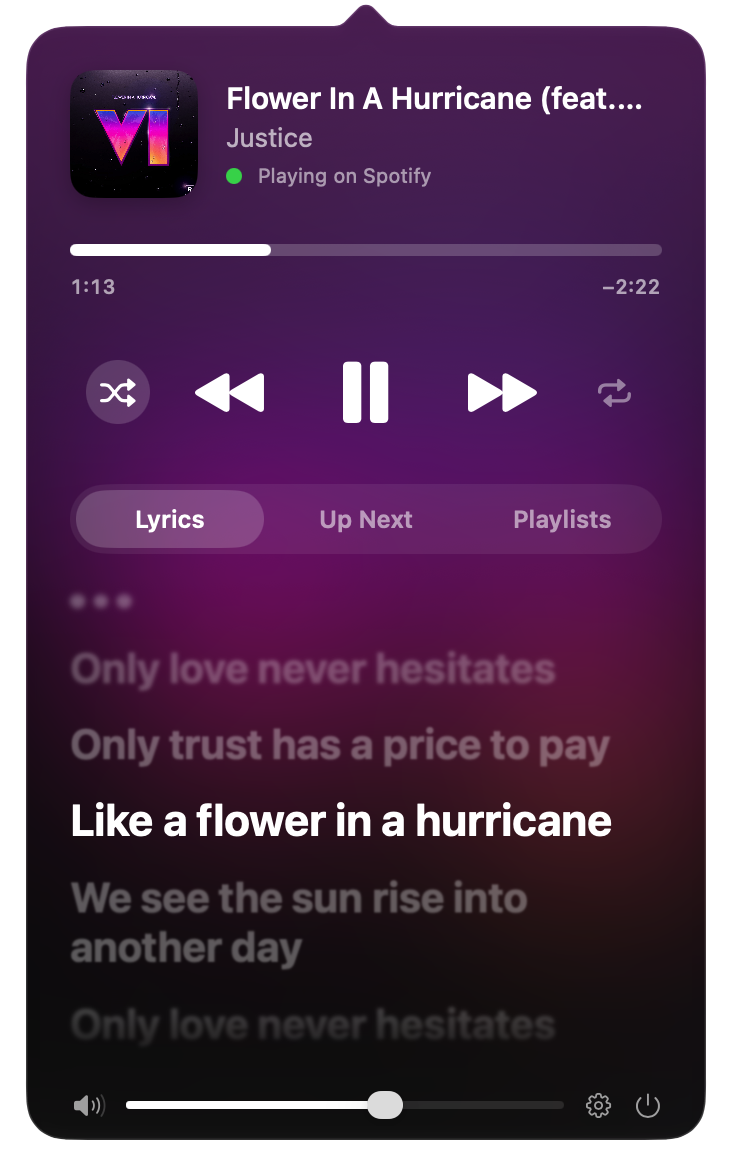 VI
Flower In A Hurricane (feat....
Justice
Playing on Spotify
1:13
−2:22
Lyrics
Up Next
Playlists
Only love never hesitates
Only trust has a price to pay
Like a flower in a hurricane
We see the sun rise into
another day
Only love never hesitates